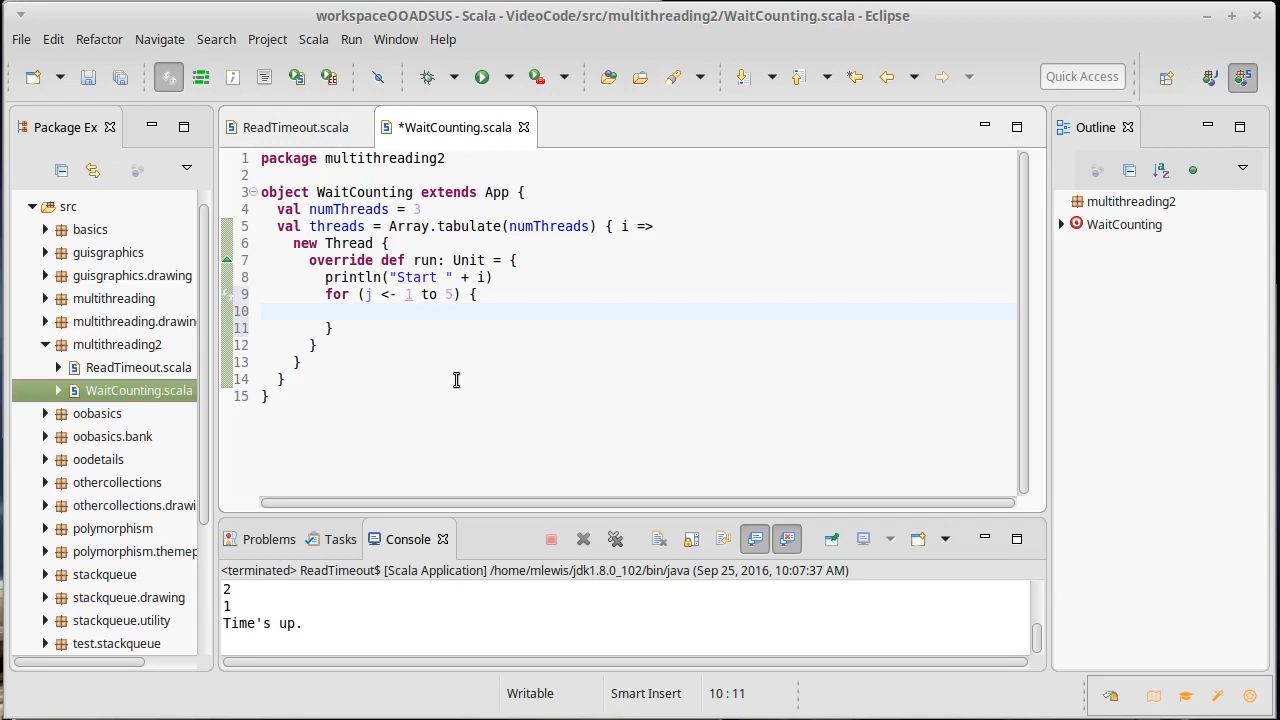 workspaceOOADSUS - Scala - VideoCode/src/multithreading2/WaitCounting.scala - Eclipse
File Edit Refactor Navigate Search Project Scala Run Window Help
Quick Access
Package Ex
src
basics
guisgraphics
guisgraphics.drawing
multithreading
multithreading.drawin
multithreading2
ReadTimeout.scala
WaitCounting.scala
oobasics
oobasics.bank
oodetails
othercollections
othercollections.drawi
polymorphism
polymorphism.themep
stackqueue
stackqueue.drawing
stackqueue.utility
test.stackqueue
ReadTimeout.scala *WaitCounting.scala
1 package multithreading2
2
3 object WaitCounting extends App {
4 val numThreads = 3
5 val threads = Array.tabulate(numThreads) { i =>
6 new Thread {
7 override def run: Unit = {
8 println("Start " + i)
9 for (j <- 1 to 5) {
10
11 }
12 }
13 }
14 }
15 }
Problems Tasks Console
<terminated> ReadTimeout$ [Scala Application] /home/mlewis/jdk1.8.0_102/bin/java (Sep 25, 2016, 10:07:37 AM)
2
1
Time's up.
Outline
multithreading2
WaitCounting
Writable Smart Insert 10 : 11